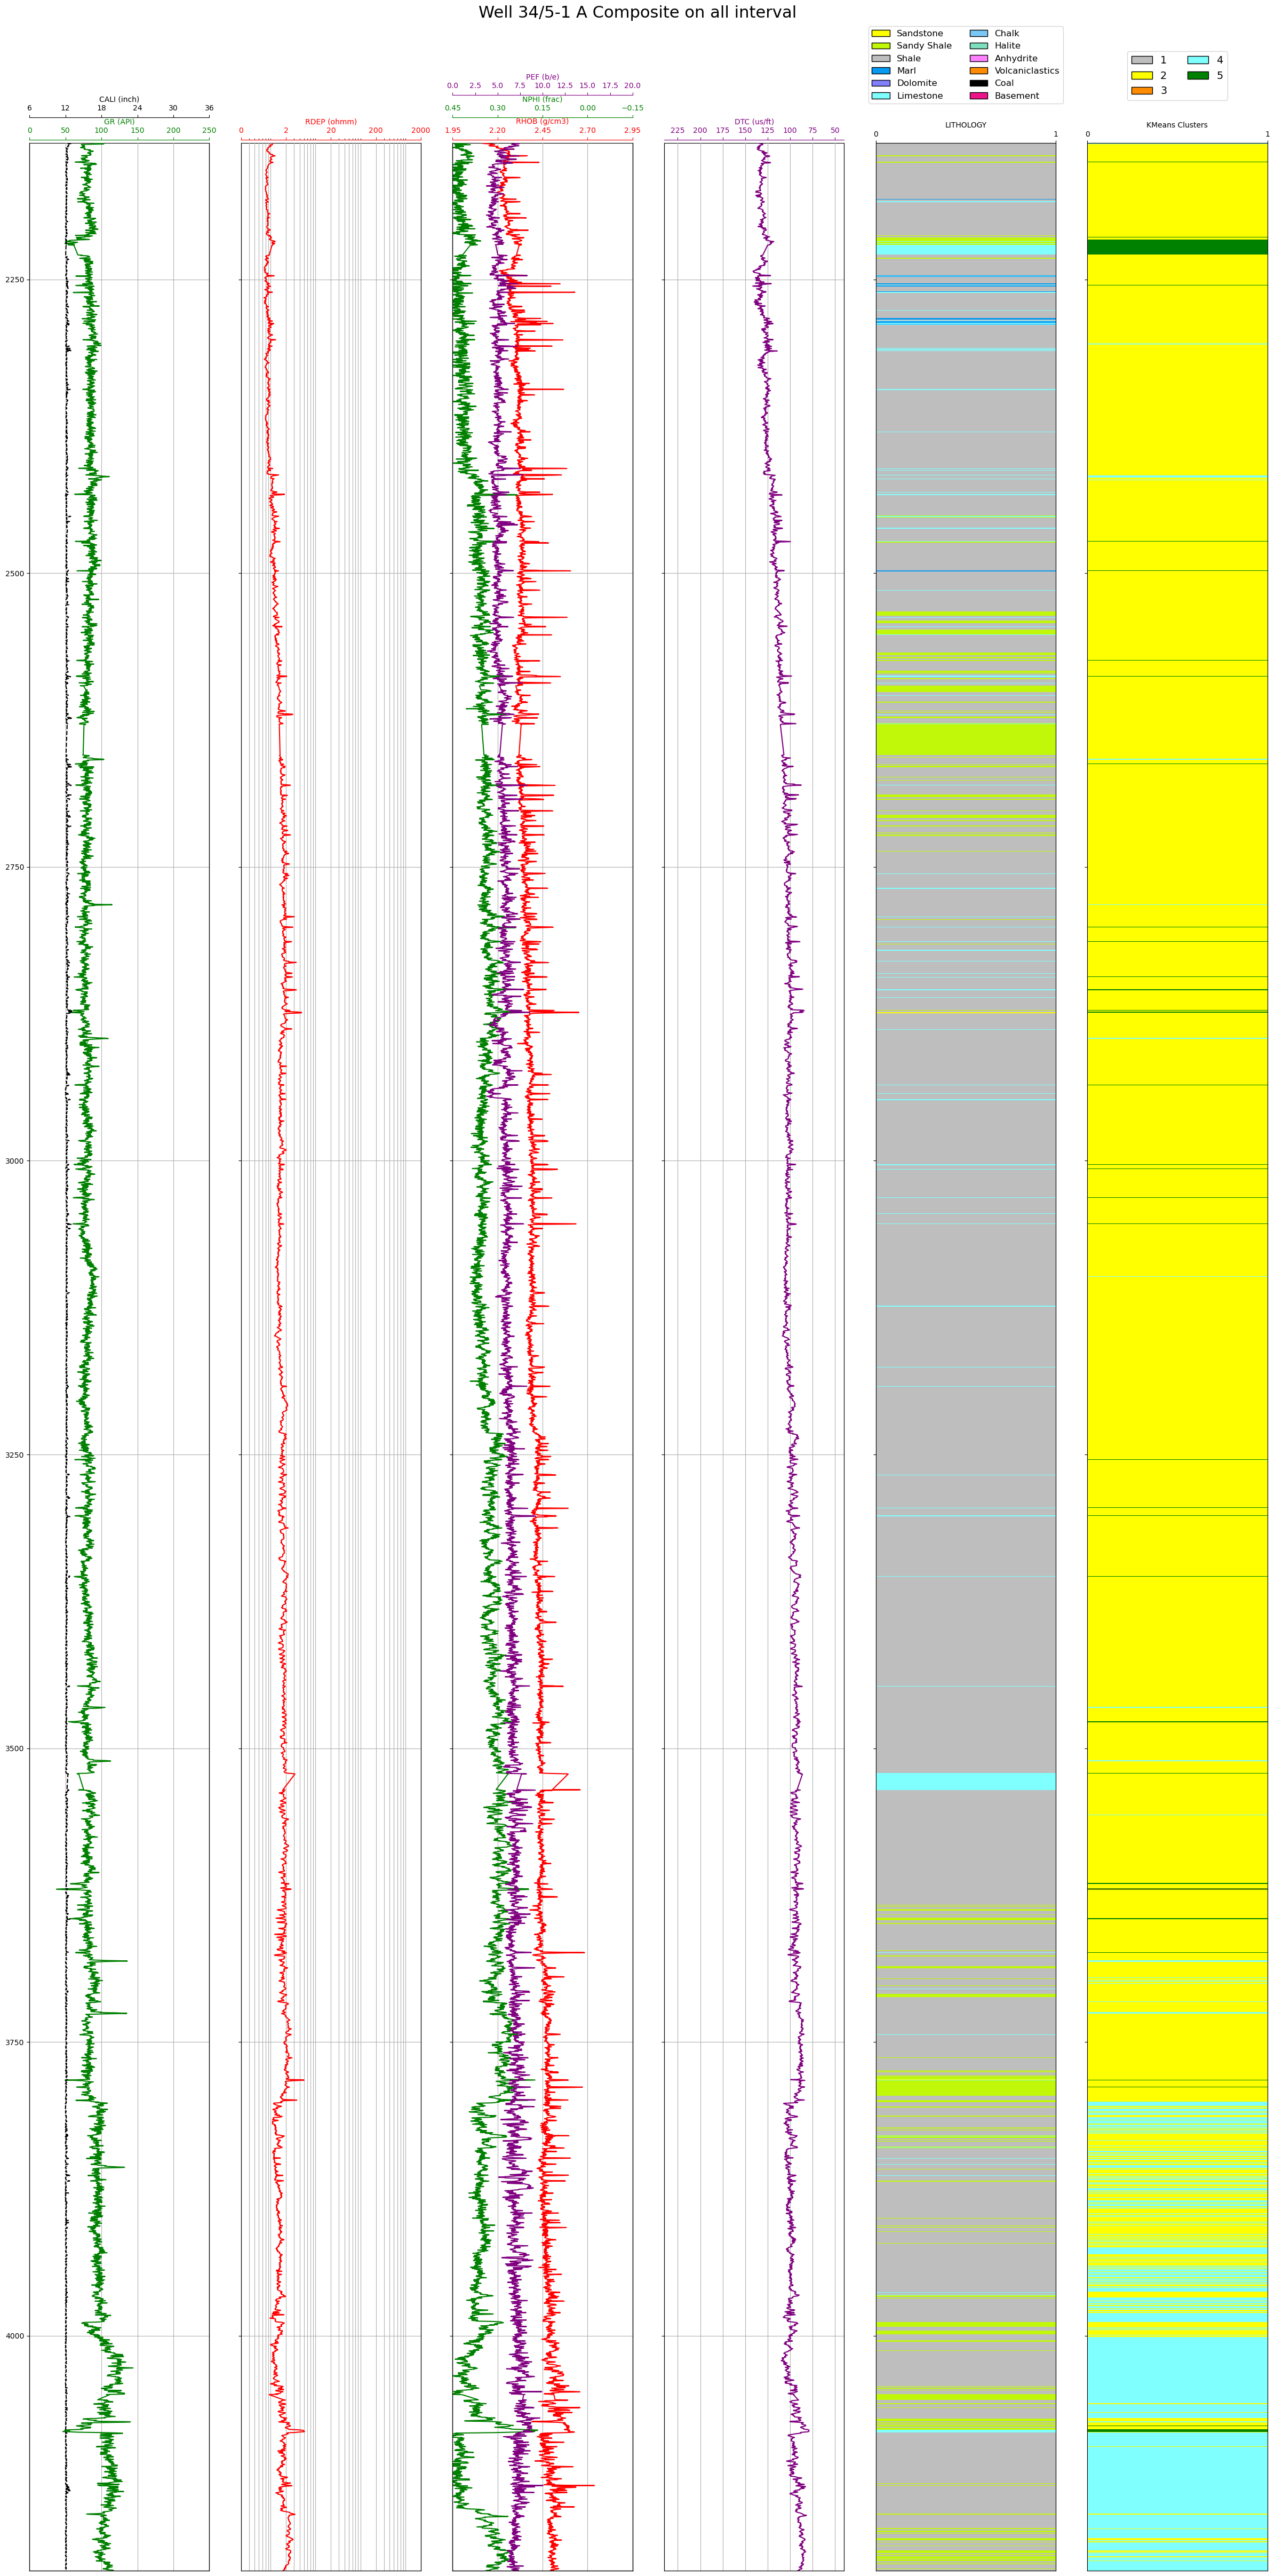 Well 34/5-1 A Composite on all interval
Sandstone Chalk
Sandy Shale Halite
Shale Anhydrite
Marl Volcaniclastics
Dolomite Coal
Limestone Basement
1 4
2 5
3
PEF (b/e)
0.0 2.5 5.0 7.5 10.0 12.5 15.0 17.5 20.0
CALI (inch)
6 12 18 24 30 36
NPHI (frac)
0.45 0.30 0.15 0.00 −0.15
GR (API)
0 50 100 150 200 250
RDEP (ohmm)
0 2 20 200 2000
RHOB (g/cm3)
1.95 2.20 2.45 2.70 2.95
DTC (us/ft)
225 200 175 150 125 100 75 50
LITHOLOGY
0 1
KMeans Clusters
0 1
2250
2500
2750
3000
3250
3500
3750
4000